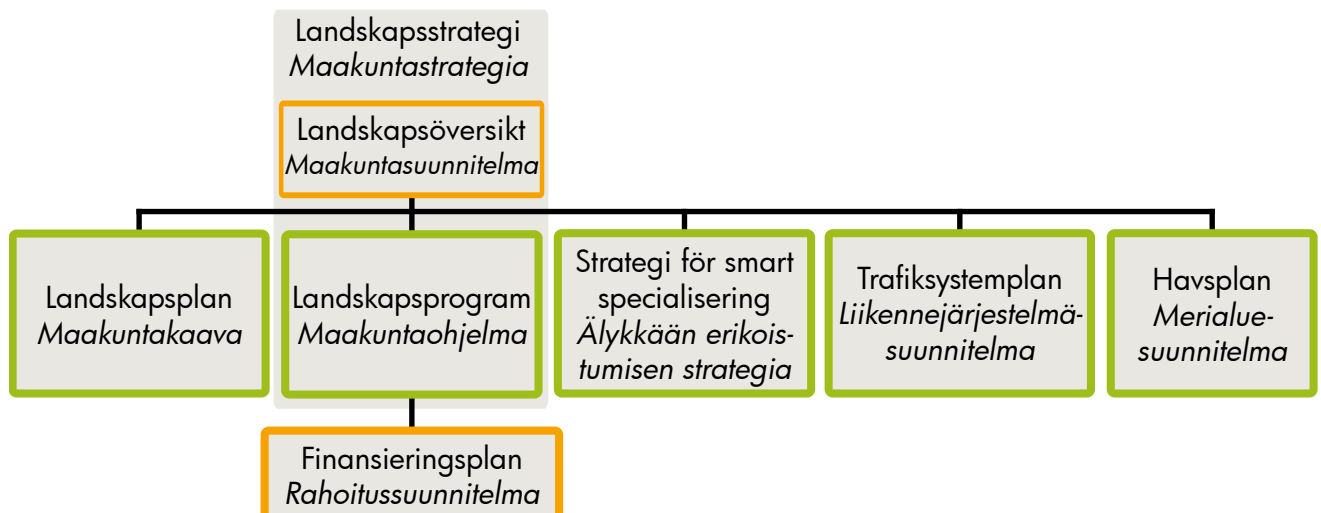 Landskapsstrategi
Maakuntastrategia
Landskapsöversikt
Maakuntasuunnitelma
Landskapsplan
Maakuntakaava
Landskapsprogram
Maakuntaohjelma
Strategi för smart
specialisering
Älykkään erikois-
tumisen strategia
Trafiksystemplan
Liikennejärjestelmä-
suunnitelma
Havsplan
Merialue-
suunnitelma
Finansieringsplan
Rahoitussuunnitelma